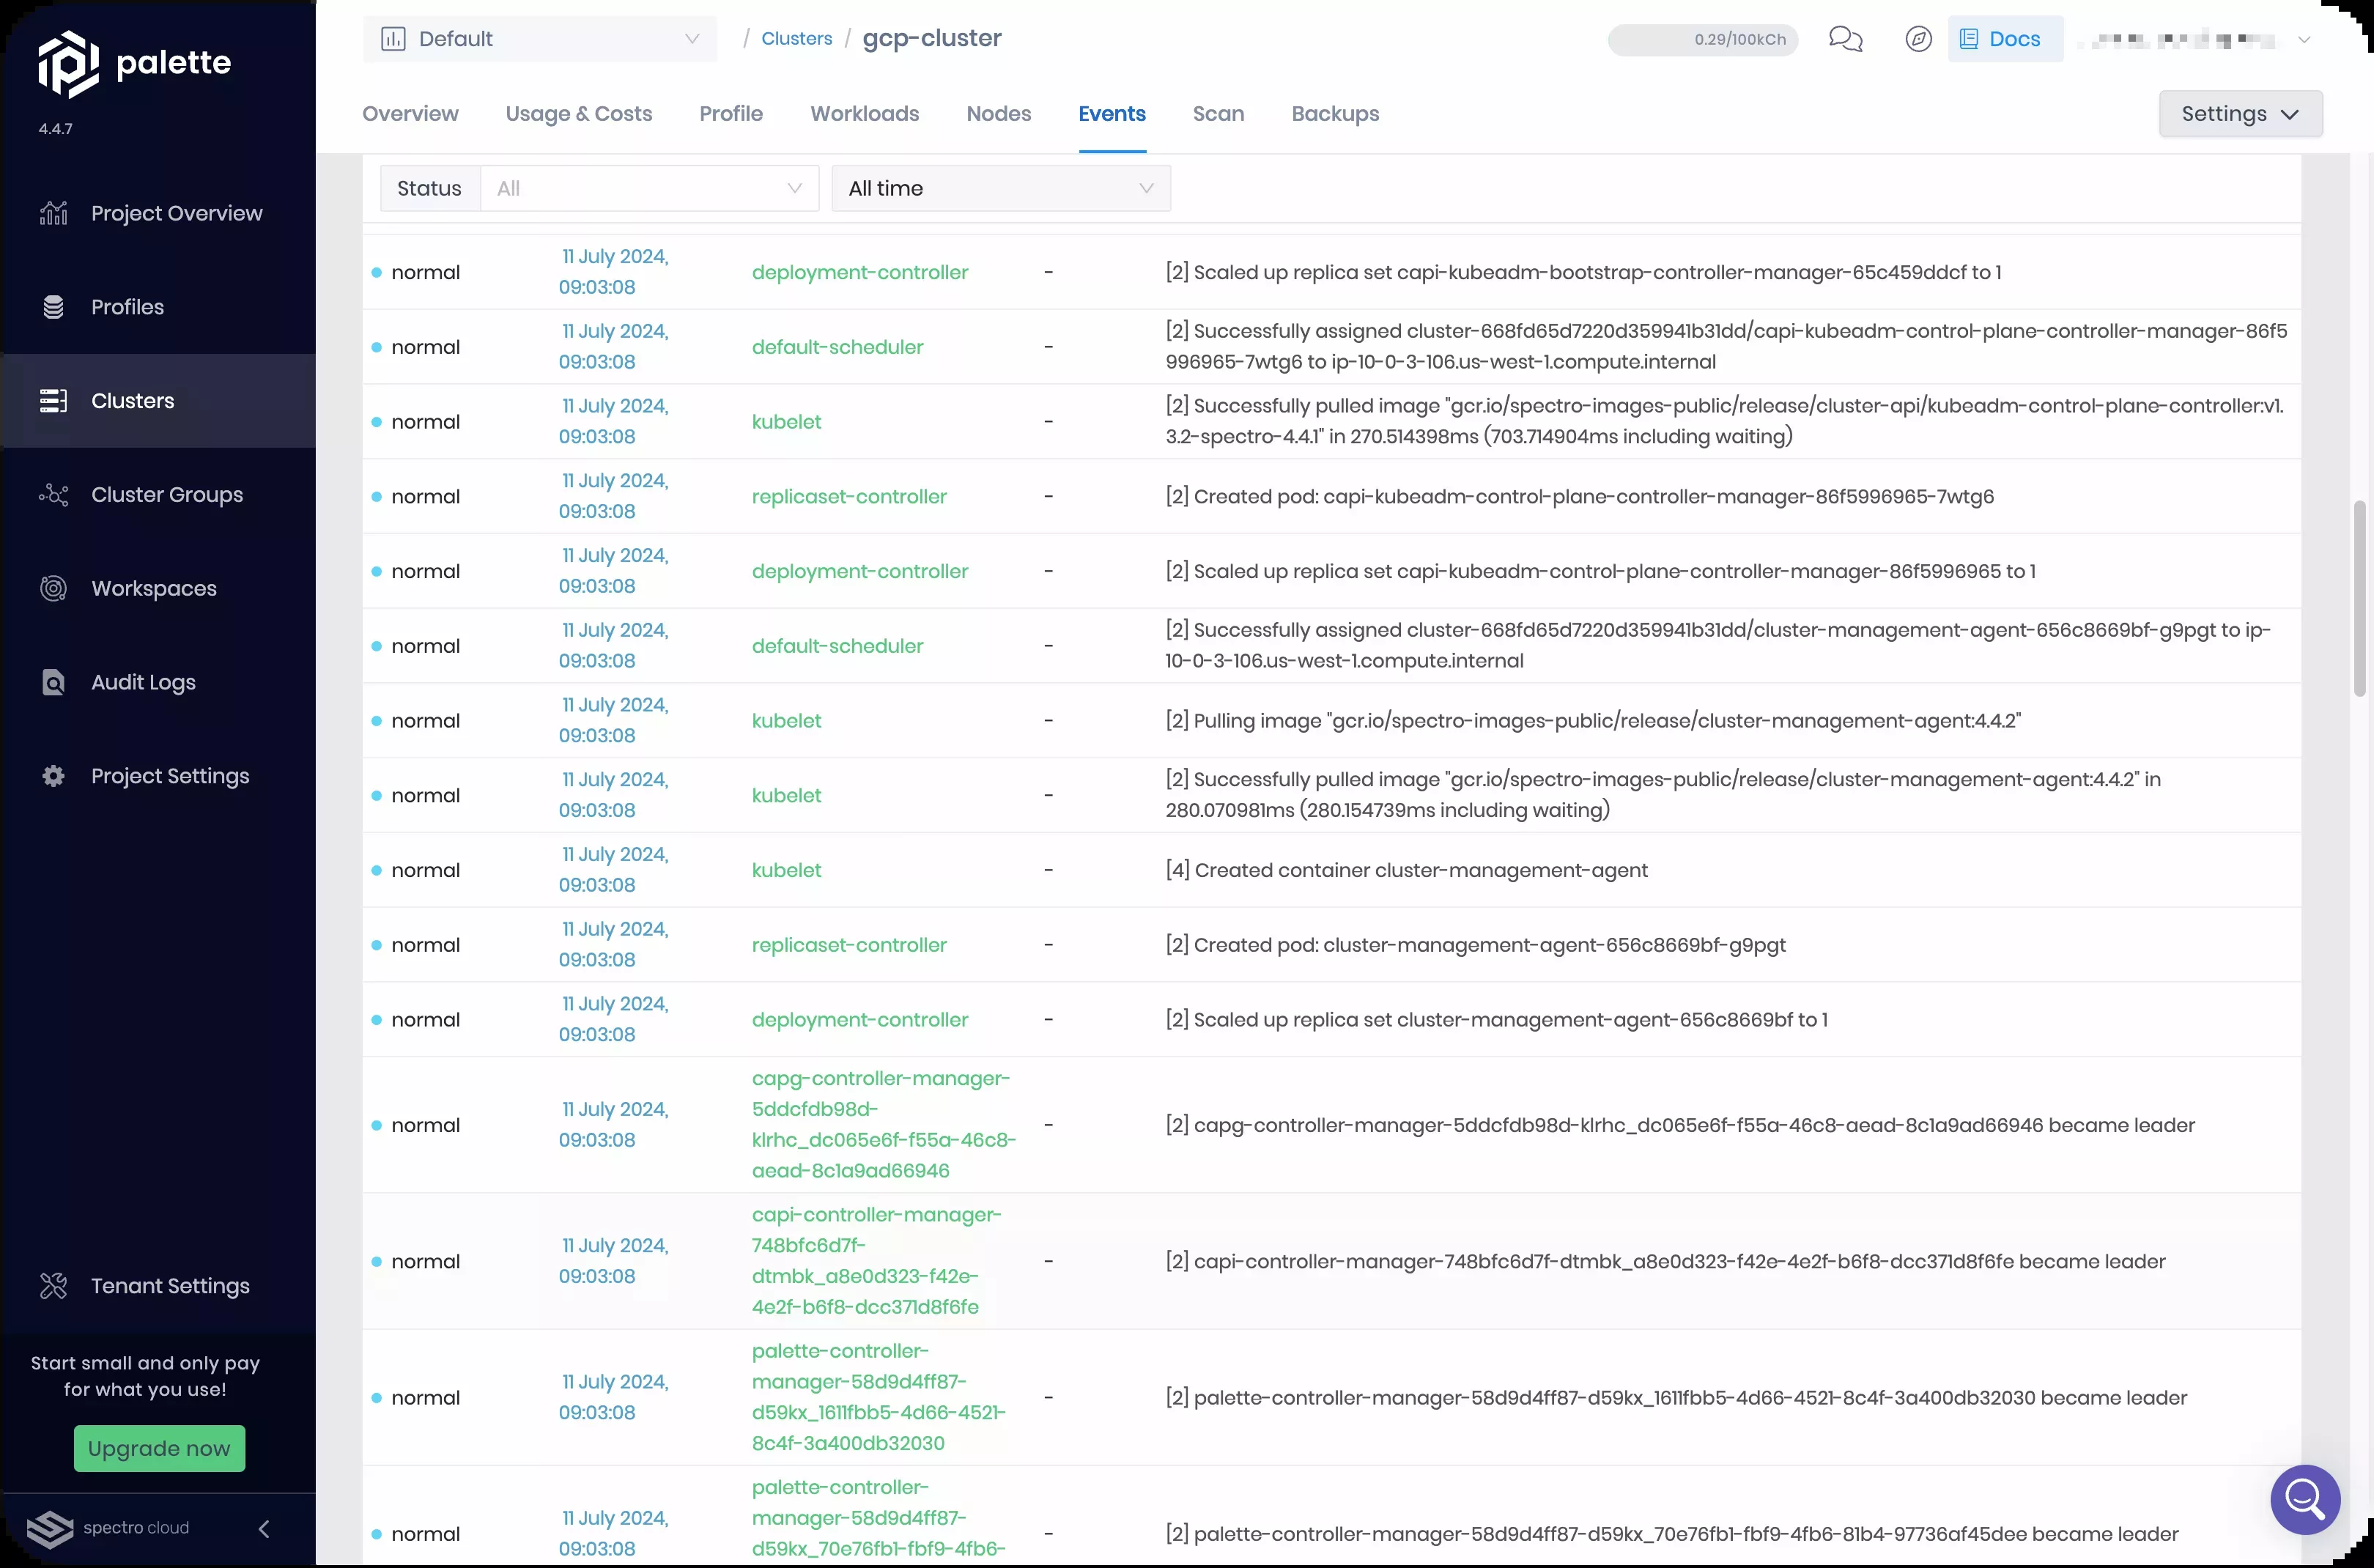 palette
4.4.7
Project Overview
Profiles
Clusters
Cluster Groups
Workspaces
Audit Logs
Project Settings
Tenant Settings
Start small and only pay
for what you use!
Upgrade now
spectro cloud
Default
/ Clusters / gcp-cluster
0.29/100kCh
Docs
Overview
Usage & Costs
Profile
Workloads
Nodes
Events
Scan
Backups
Settings
Status
All
All time
normal
11 July 2024,
09:03:08
deployment-controller
-
[2] Scaled up replica set capi-kubeadm-bootstrap-controller-manager-65c459ddcf to 1
normal
11 July 2024,
09:03:08
default-scheduler
-
[2] Successfully assigned cluster-668fd65d7220d359941b31dd/capi-kubeadm-control-plane-controller-manager-86f5
996965-7wtg6 to ip-10-0-3-106.us-west-1.compute.internal
normal
11 July 2024,
09:03:08
kubelet
-
[2] Successfully pulled image "gcr.io/spectro-images-public/release/cluster-api/kubeadm-control-plane-controller:v1.
3.2-spectro-4.4.1" in 270.514398ms (703.714904ms including waiting)
normal
11 July 2024,
09:03:08
replicaset-controller
-
[2] Created pod: capi-kubeadm-control-plane-controller-manager-86f5996965-7wtg6
normal
11 July 2024,
09:03:08
deployment-controller
-
[2] Scaled up replica set capi-kubeadm-control-plane-controller-manager-86f5996965 to 1
normal
11 July 2024,
09:03:08
default-scheduler
-
[2] Successfully assigned cluster-668fd65d7220d359941b31dd/cluster-management-agent-656c8669bf-g9pgt to ip-
10-0-3-106.us-west-1.compute.internal
normal
11 July 2024,
09:03:08
kubelet
-
[2] Pulling image "gcr.io/spectro-images-public/release/cluster-management-agent:4.4.2"
normal
11 July 2024,
09:03:08
kubelet
-
[2] Successfully pulled image "gcr.io/spectro-images-public/release/cluster-management-agent:4.4.2" in
280.070981ms (280.154739ms including waiting)
normal
11 July 2024,
09:03:08
kubelet
-
[4] Created container cluster-management-agent
normal
11 July 2024,
09:03:08
replicaset-controller
-
[2] Created pod: cluster-management-agent-656c8669bf-g9pgt
normal
11 July 2024,
09:03:08
deployment-controller
-
[2] Scaled up replica set cluster-management-agent-656c8669bf to 1
normal
11 July 2024,
09:03:08
capg-controller-manager-
5ddcfdb98d-
klrhc_dc065e6f-f55a-46c8-
aead-8c1a9ad66946
-
[2] capg-controller-manager-5ddcfdb98d-klrhc_dc065e6f-f55a-46c8-aead-8c1a9ad66946 became leader
normal
11 July 2024,
09:03:08
capi-controller-manager-
748bfc6d7f-
dtmbk_a8e0d323-f42e-
4e2f-b6f8-dcc371d8f6fe
-
[2] capi-controller-manager-748bfc6d7f-dtmbk_a8e0d323-f42e-4e2f-b6f8-dcc371d8f6fe became leader
normal
11 July 2024,
09:03:08
palette-controller-
manager-58d9d4ff87-
d59kx_1611fbb5-4d66-4521-
8c4f-3a400db32030
-
[2] palette-controller-manager-58d9d4ff87-d59kx_1611fbb5-4d66-4521-8c4f-3a400db32030 became leader
normal
11 July 2024,
09:03:08
palette-controller-
manager-58d9d4ff87-
d59kx_70e76fb1-fbf9-4fb6-
-
[2] palette-controller-manager-58d9d4ff87-d59kx_70e76fb1-fbf9-4fb6-81b4-97736af45dee became leader